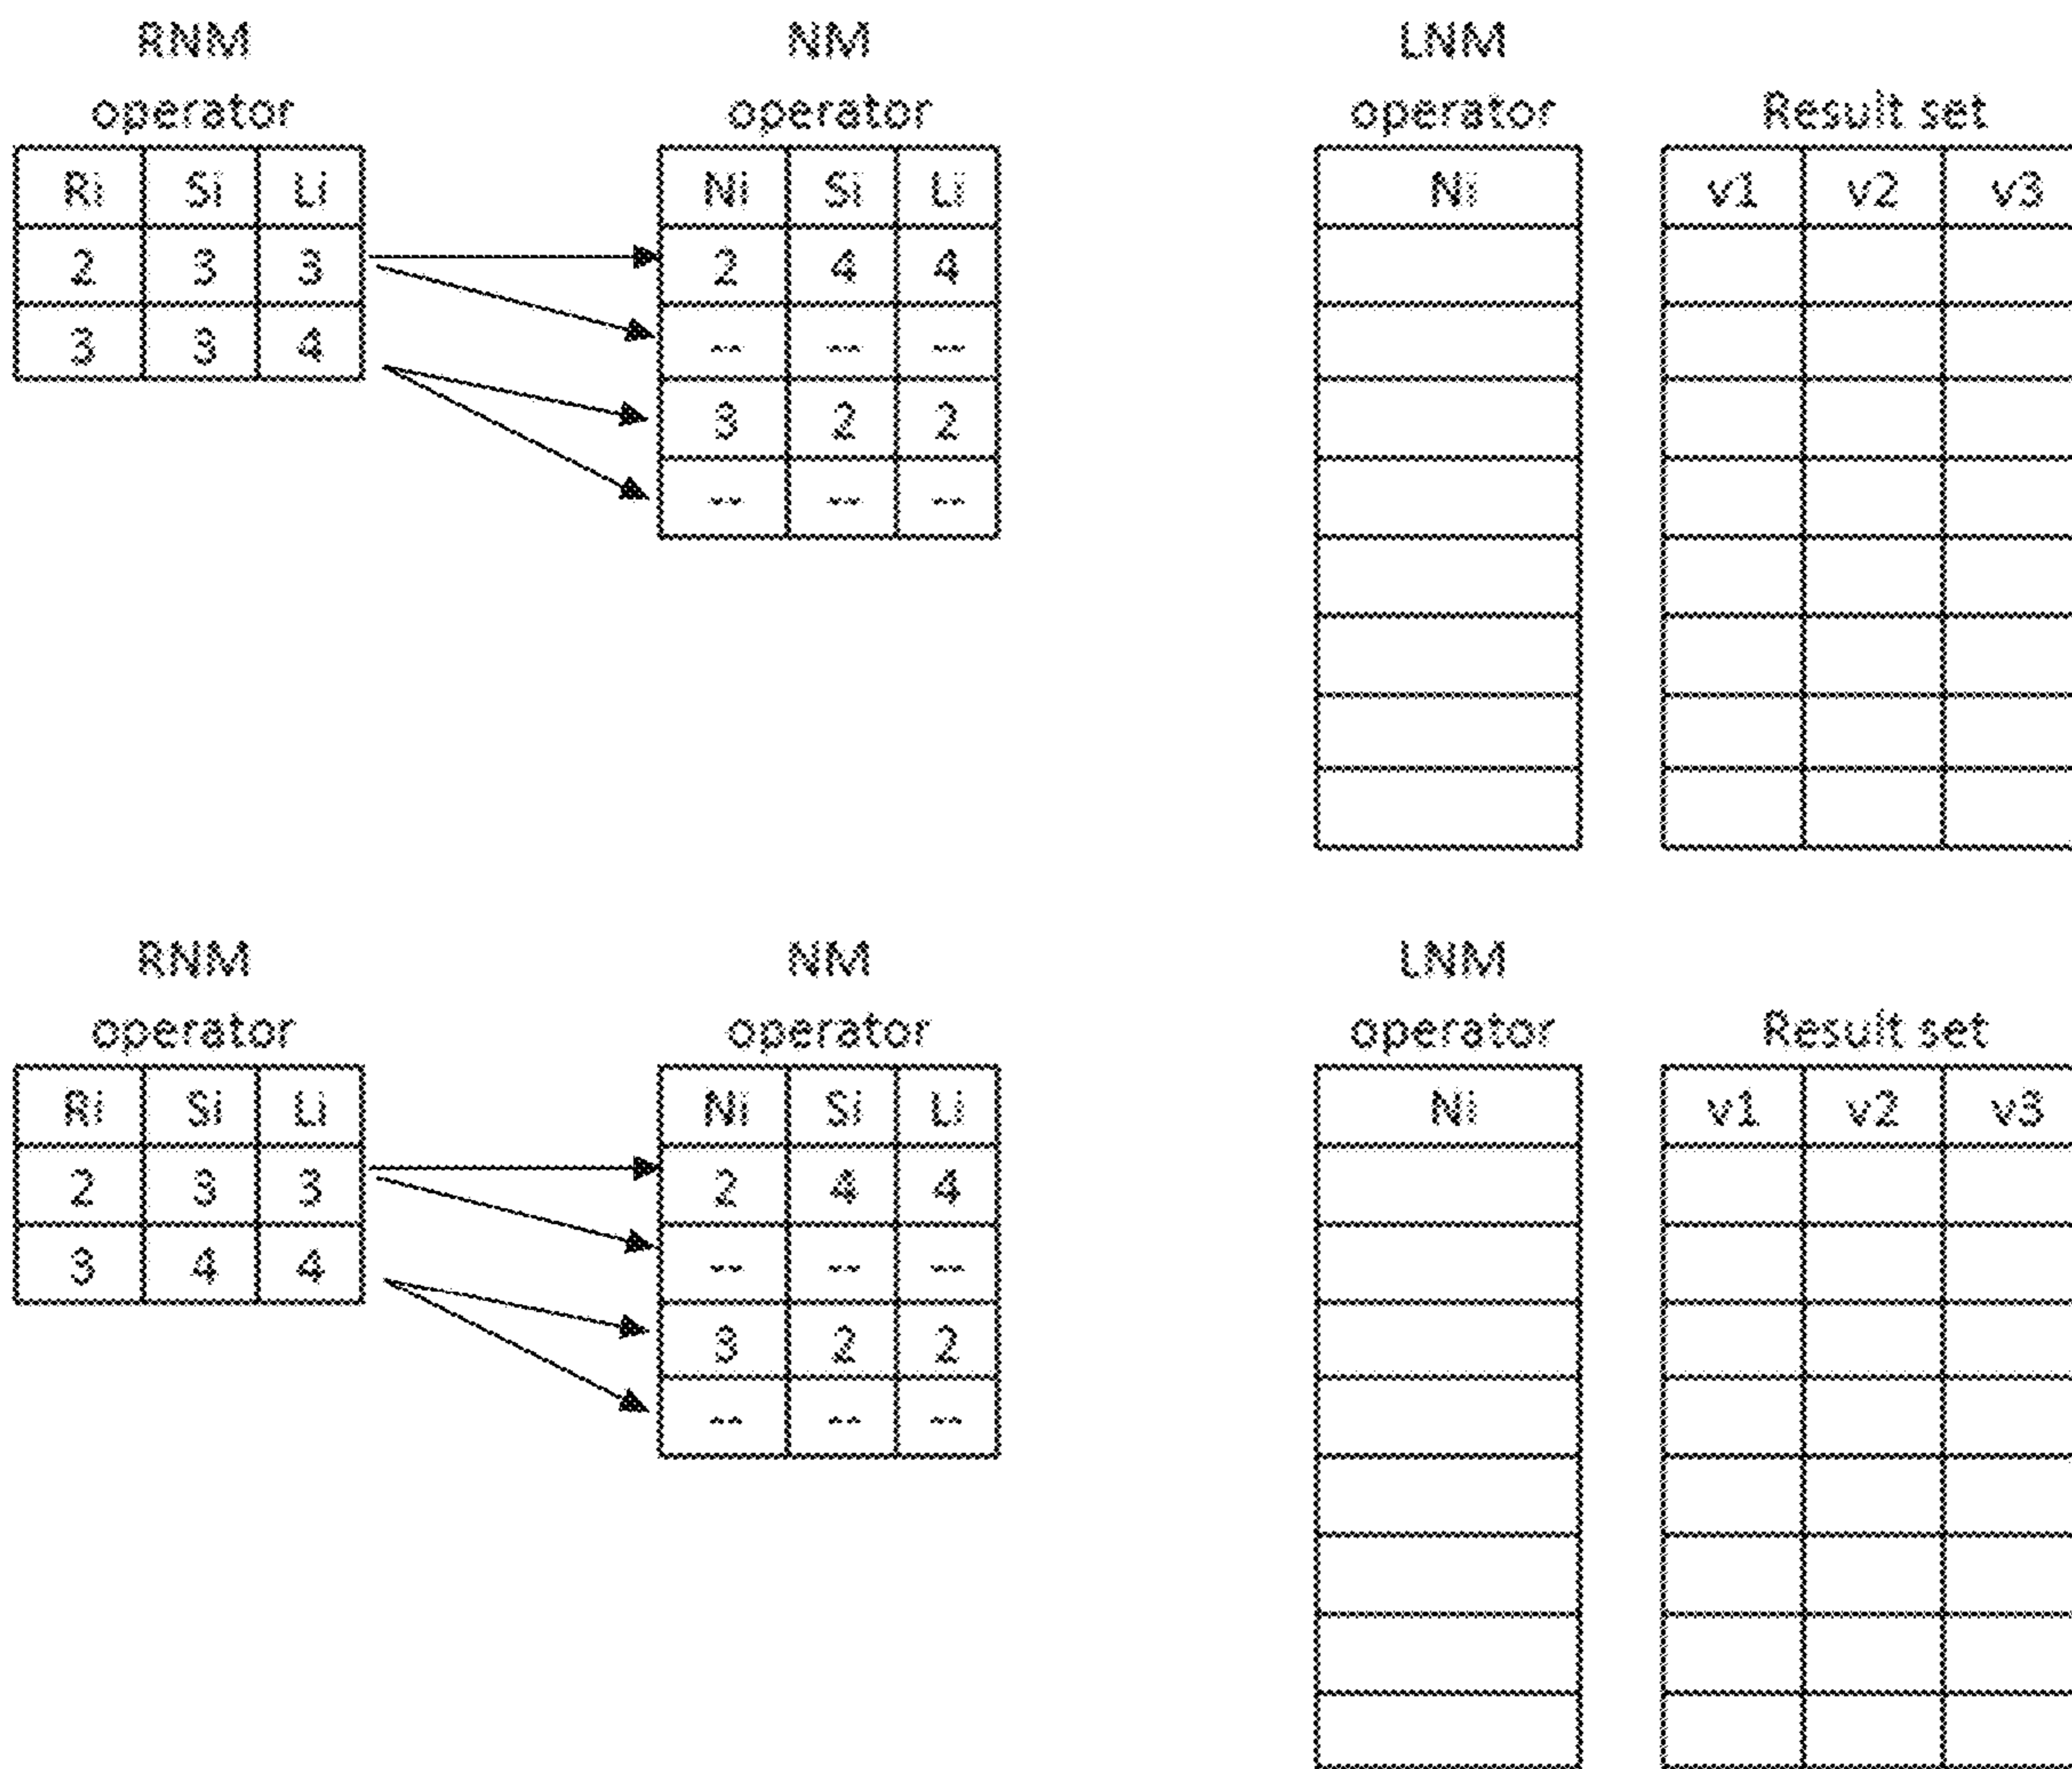 RNM NM LNM
operator operator operator Result set
Ri Si Li Ni Si Li Ni v1 v2 v3
2 3 3 2 4 4
3 3 4 -- -- --
3 2 2
-- -- --
RNM NM LNM
operator operator operator Result set
Ri Si Li Ni Si Li Ni v1 v2 v3
2 3 3 2 4 4
3 4 4 -- -- --
3 2 2
-- -- --